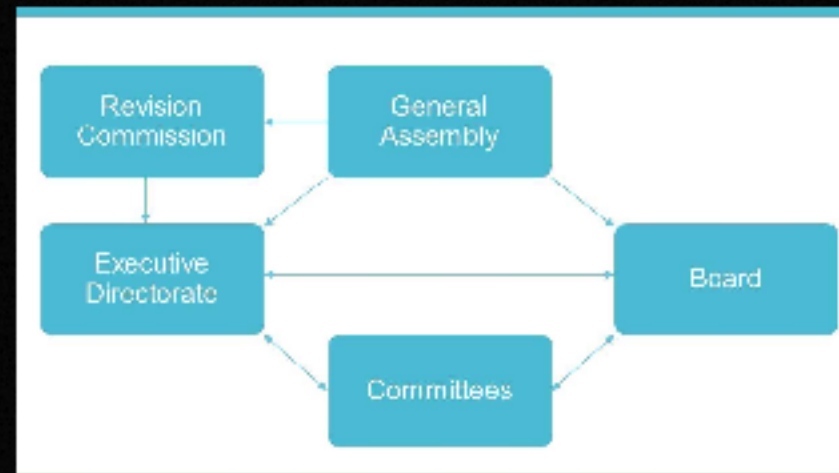 Revision
Commission
General
Assembly
Executive
Directorate
Board
Committees